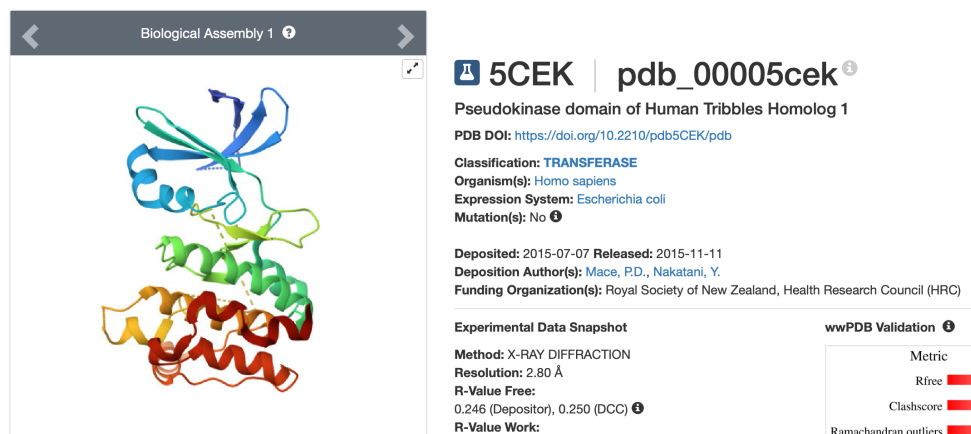 Biological Assembly 1
5CEK | pdb_00005cek
Pseudokinase domain of Human Tribbles Homolog 1
PDB DOI: https://doi.org/10.2210/pdb5CEK/pdb
Classification: TRANSFERASE
Organism(s): Homo sapiens
Expression System: Escherichia coli
Mutation(s): No
Deposited: 2015-07-07 Released: 2015-11-11
Deposition Author(s): Mace, P.D., Nakatani, Y.
Funding Organization(s): Royal Society of New Zealand, Health Research Council (HRC)
Experimental Data Snapshot
Method: X-RAY DIFFRACTION
Resolution: 2.80 Å
R-Value Free:
0.246 (Depositor), 0.250 (DCC)
R-Value Work:
wwPDB Validation
Metric
Rfree
Clashscore
Ramachandran outliers